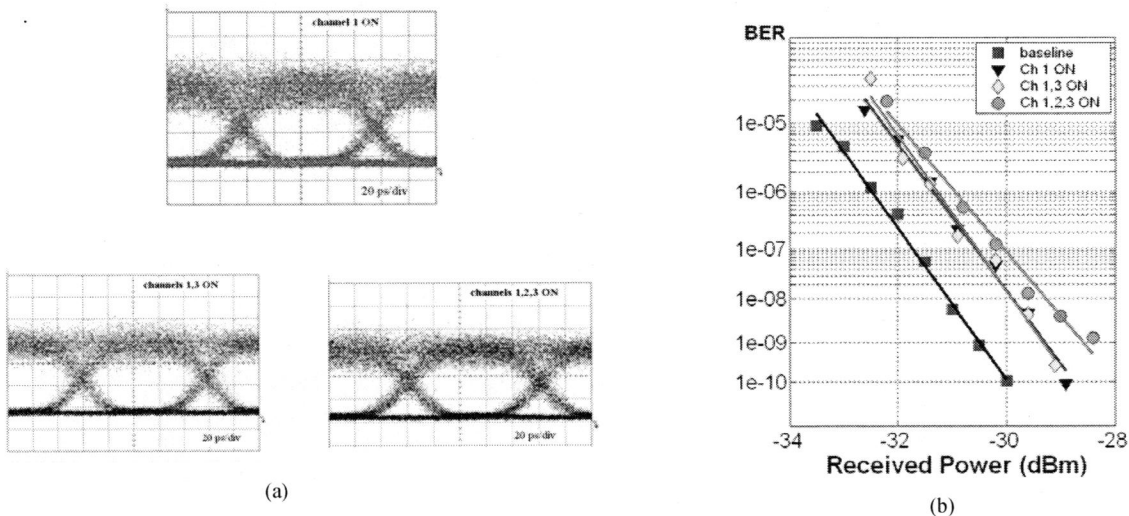 channel 1 ON
20 ps/div
channels 1,3 ON
20 ps/div
channels 1,2,3 ON
20 ps/div
(a)
BER
baseline
Ch 1 ON
Ch 1,3 ON
Ch 1,2,3 ON
1e-05
1e-06
1e-07
1e-08
1e-09
1e-10
-34 -32 -30 -28
Received Power (dBm)
(b)